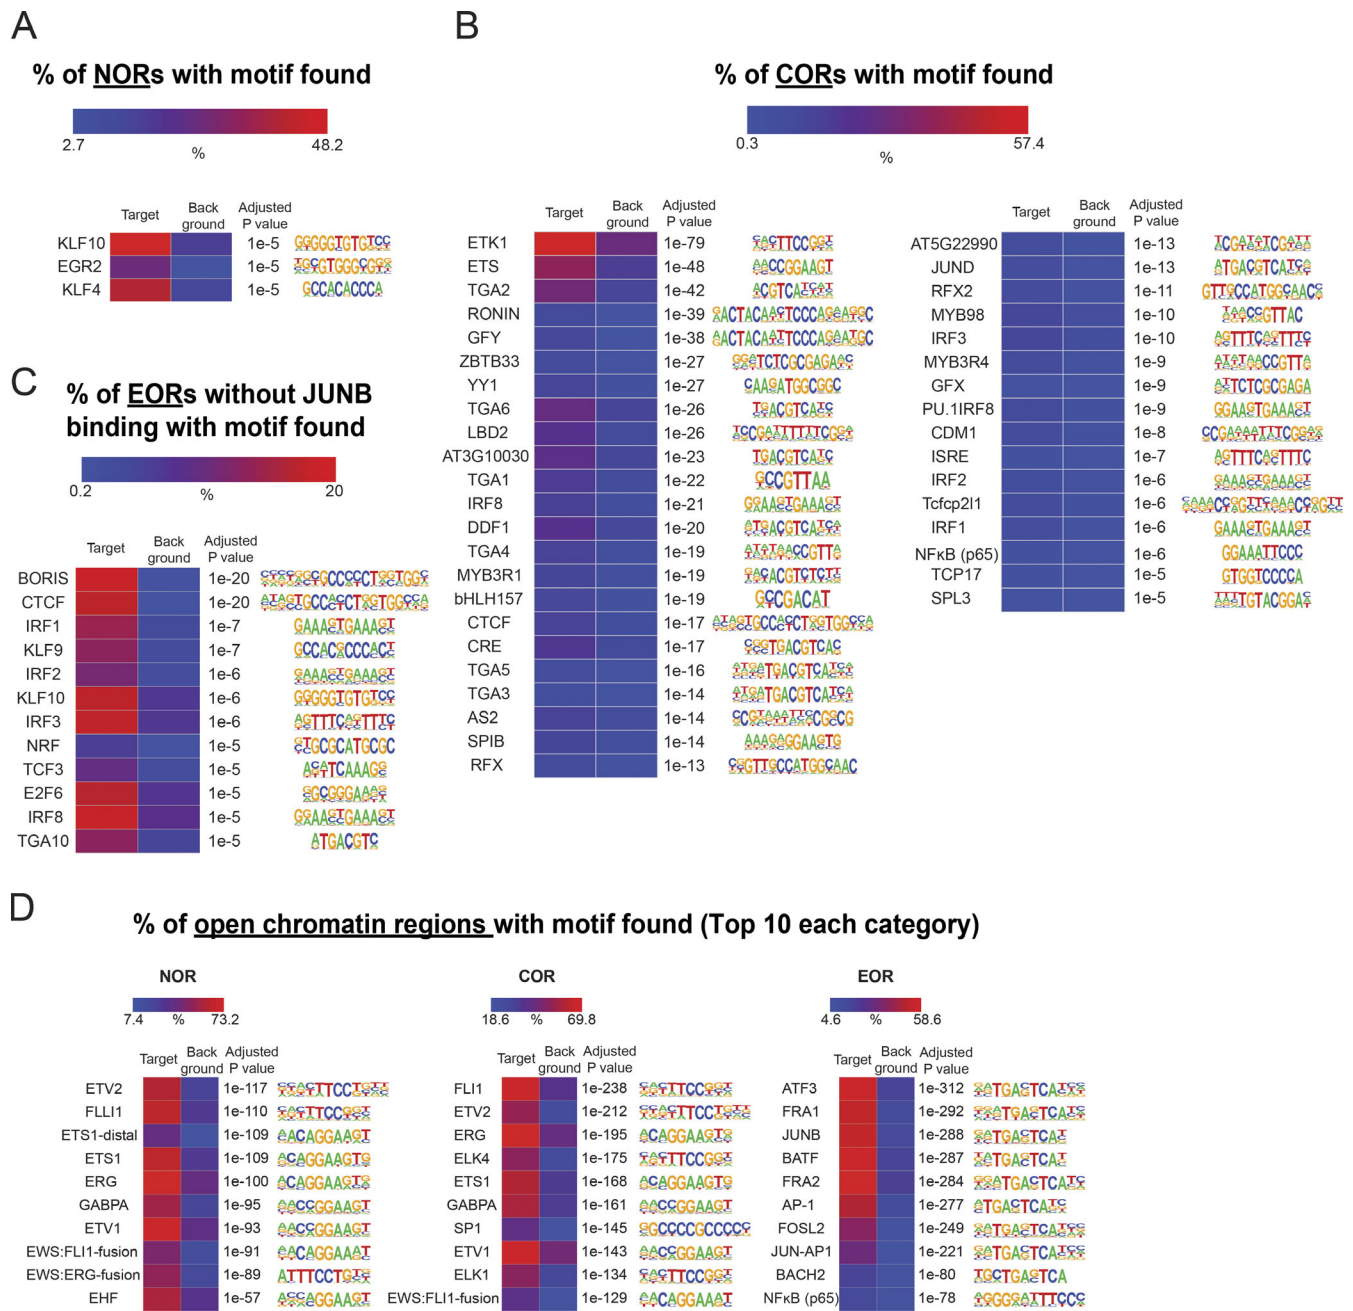 A
% of NORs with motif found
2.7 % 48.2
Target Back ground Adjusted P value
KLF10 1e-5
EGR2 1e-5
KLF4 1e-5 GCCACACCCA
B
% of CORs with motif found
0.3 % 57.4
Target Back ground Adjusted P value
ETK1 1e-79
ETS 1e-48
TGA2 1e-42
RONIN 1e-39
GFY 1e-38
ZBTB33 1e-27
YY1 1e-27 CAAGATGGCGGC
TGA6 1e-26
LBD2 1e-26
AT3G10030 1e-23
TGA1 1e-22
IRF8 1e-21
DDF1 1e-20
TGA4 1e-19
MYB3R1 1e-19
bHLH157 1e-19
CTCF 1e-17
CRE 1e-17
TGA5 1e-16
TGA3 1e-14
AS2 1e-14
SPIB 1e-14
RFX 1e-13
Target Back ground Adjusted P value
AT5G22990 1e-13
JUND 1e-13
RFX2 1e-11
MYB98 1e-10
IRF3 1e-10
MYB3R4 1e-9
GFX 1e-9
PU.1IRF8 1e-9
CDM1 1e-8
ISRE 1e-7
IRF2 1e-6
Tcfcp2l1 1e-6
IRF1 1e-6
NFκB (p65) 1e-6 GGAAATTCCC
TCP17 1e-5 GTGGTCCCCA
SPL3 1e-5
C
% of EORs without JUNB
binding with motif found
0.2 % 20
Target Back ground Adjusted P value
BORIS 1e-20
CTCF 1e-20
IRF1 1e-7
KLF9 1e-7
IRF2 1e-6
KLF10 1e-6
IRF3 1e-6
NRF 1e-5
TCF3 1e-5
E2F6 1e-5
IRF8 1e-5
TGA10 1e-5
D
% of open chromatin regions with motif found (Top 10 each category)
NOR
7.4 % 73.2
Target Back ground Adjusted P value
ETV2 1e-117
FLLI1 1e-110
ETS1-distal 1e-109
ETS1 1e-109
ERG 1e-100
GABPA 1e-95
ETV1 1e-93
EWS:FLI1-fusion 1e-91
EWS:ERG-fusion 1e-89
EHF 1e-57
COR
18.6 % 69.8
Target Back ground Adjusted P value
FLI1 1e-238
ETV2 1e-212
ERG 1e-195
ELK4 1e-175
ETS1 1e-168
GABPA 1e-161
SP1 1e-145
ETV1 1e-143
ELK1 1e-134
EWS:FLI1-fusion 1e-129
EOR
4.6 % 58.6
Target Back ground Adjusted P value
ATF3 1e-312
FRA1 1e-292
JUNB 1e-288
BATF 1e-287
FRA2 1e-284
AP-1 1e-277
FOSL2 1e-249
JUN-AP1 1e-221
BACH2 1e-80
NFκB (p65) 1e-78